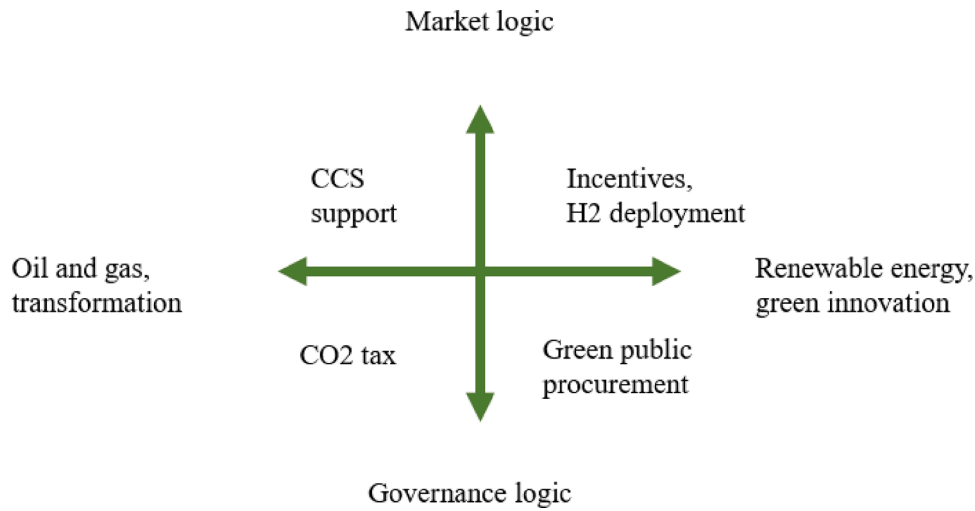 Market logic
CCS
support
Incentives,
H2 deployment
Oil and gas,
transformation
Renewable energy,
green innovation
CO2 tax
Green public
procurement
Governance logic